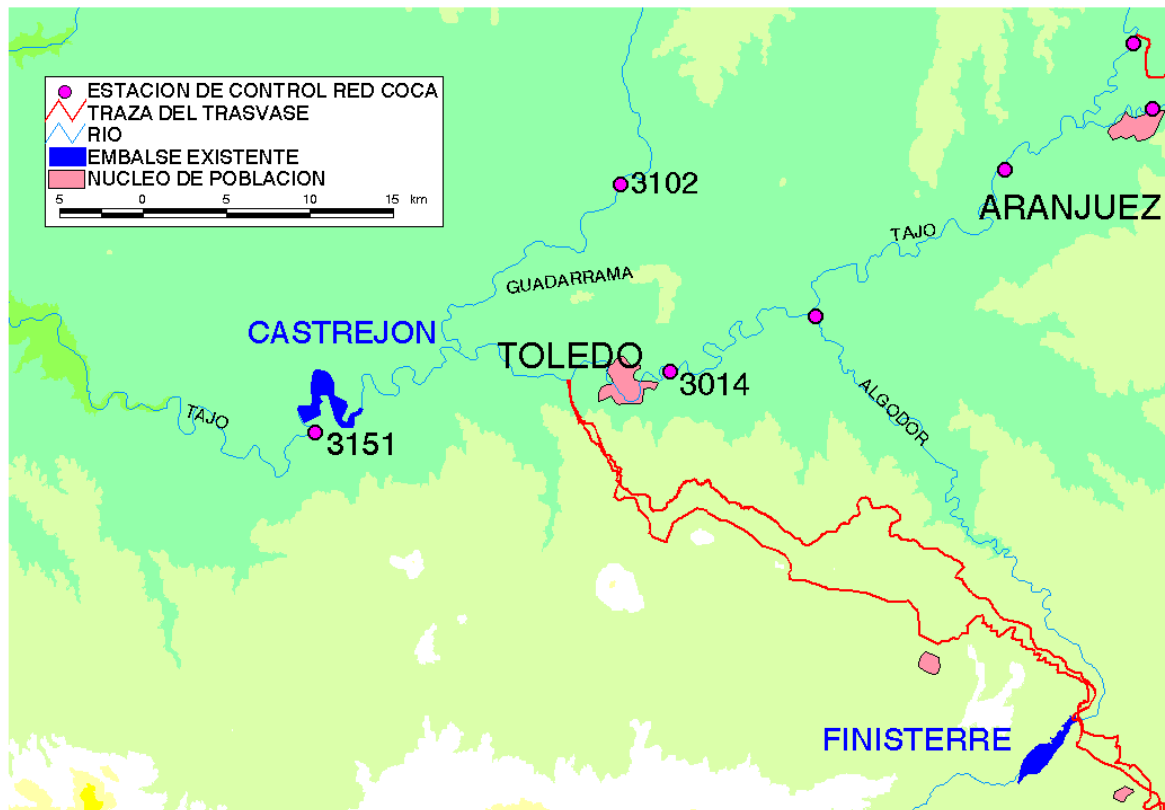 ESTACION DE CONTROL RED COCA
TRAZA DEL TRASVASE
RIO
EMBALSE EXISTENTE
NUCLEO DE POBLACION
5 0 5 10 15 km
3102
ARANJUEZ
TAJO
GUADARRAMA
CASTREJON
TOLEDO
3014
ALGODOR
TAJO
3151
FINISTERRE